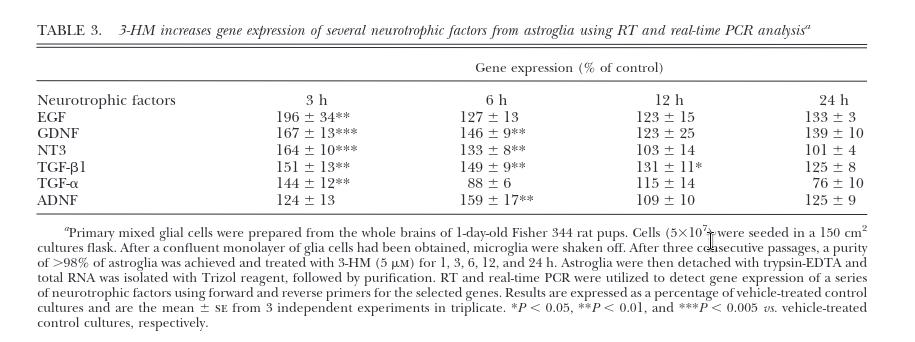 TABLE 3. 3-HM increases gene expression of several neurotrophic factors from astroglia using RT and real-time PCR analysisᵃ
Gene expression (% of control)
Neurotrophic factors 3 h 6 h 12 h 24 h
EGF 196 ± 34** 127 ± 13 123 ± 15 133 ± 3
GDNF 167 ± 13*** 146 ± 9** 123 ± 25 139 ± 10
NT3 164 ± 10*** 133 ± 8** 103 ± 14 101 ± 4
TGF-β1 151 ± 13** 149 ± 9** 131 ± 11* 125 ± 8
TGF-α 144 ± 12** 88 ± 6 115 ± 14 76 ± 10
ADNF 124 ± 13 159 ± 17** 109 ± 10 125 ± 9
ᵃPrimary mixed glial cells were prepared from the whole brains of 1-day-old Fisher 344 rat pups. Cells (5×10⁷) were seeded in a 150 cm²
cultures flask. After a confluent monolayer of glia cells had been obtained, microglia were shaken off. After three consecutive passages, a purity
of >98% of astroglia was achieved and treated with 3-HM (5 μM) for 1, 3, 6, 12, and 24 h. Astroglia were then detached with trypsin-EDTA and
total RNA was isolated with Trizol reagent, followed by purification. RT and real-time PCR were utilized to detect gene expression of a series
of neurotrophic factors using forward and reverse primers for the selected genes. Results are expressed as a percentage of vehicle-treated control
cultures and are the mean ± SE from 3 independent experiments in triplicate. *P < 0.05, **P < 0.01, and ***P < 0.005 vs. vehicle-treated
control cultures, respectively.